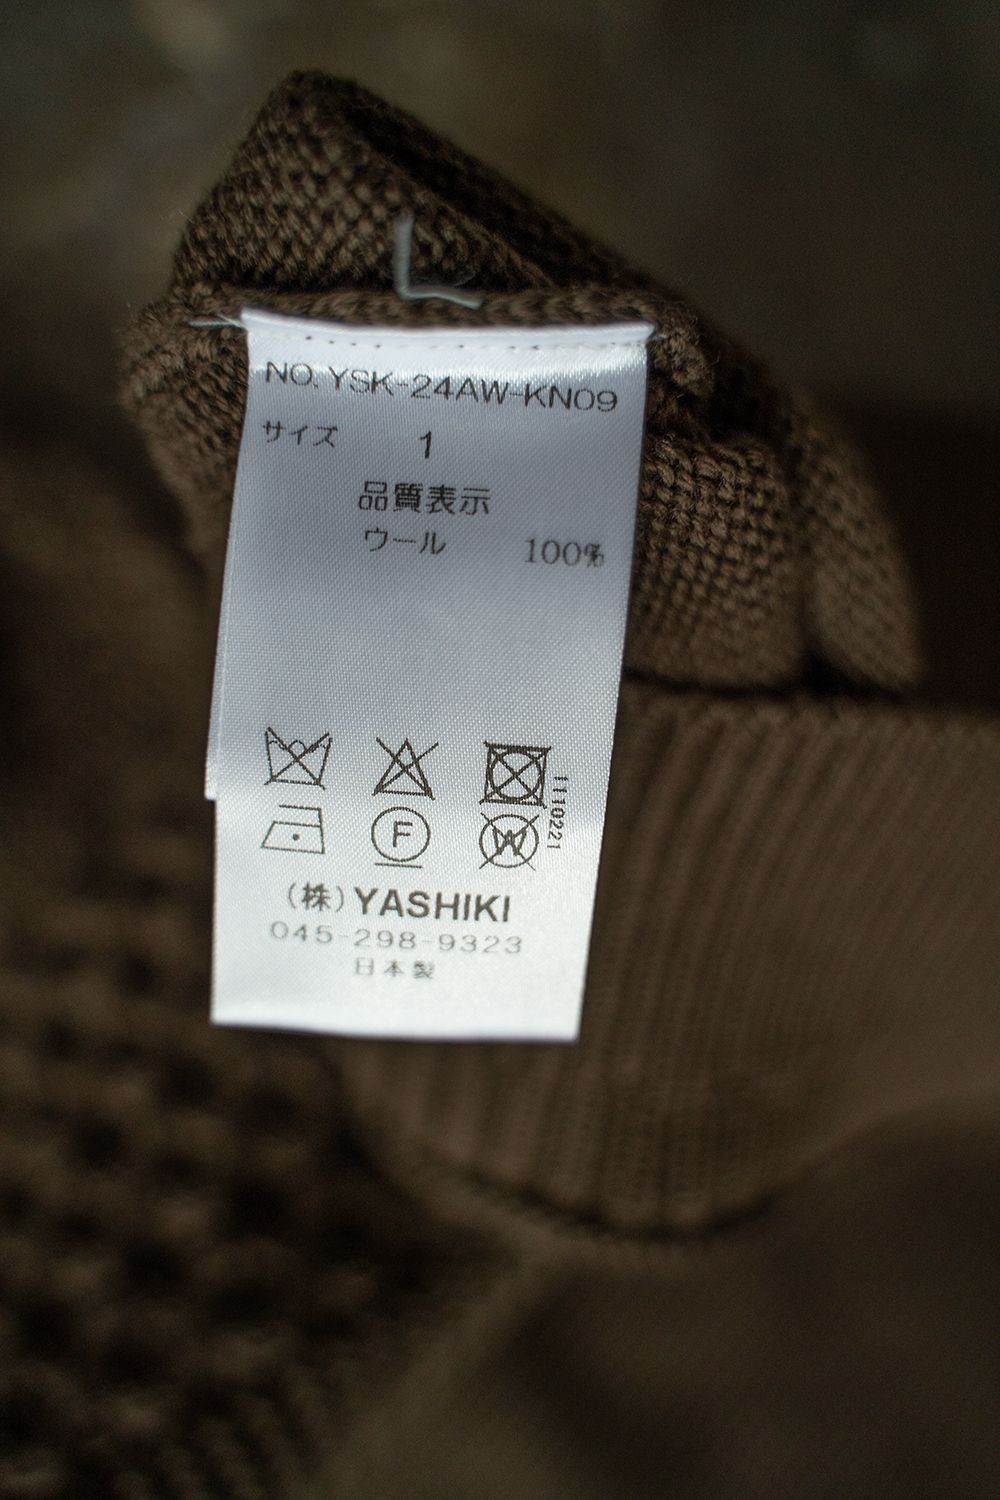 NO. YSK-24AW-KN09
サイズ 1
品質表示
ウール 100%
1110221
F
W
(株)YASHIKI
045-298-9323
日本製